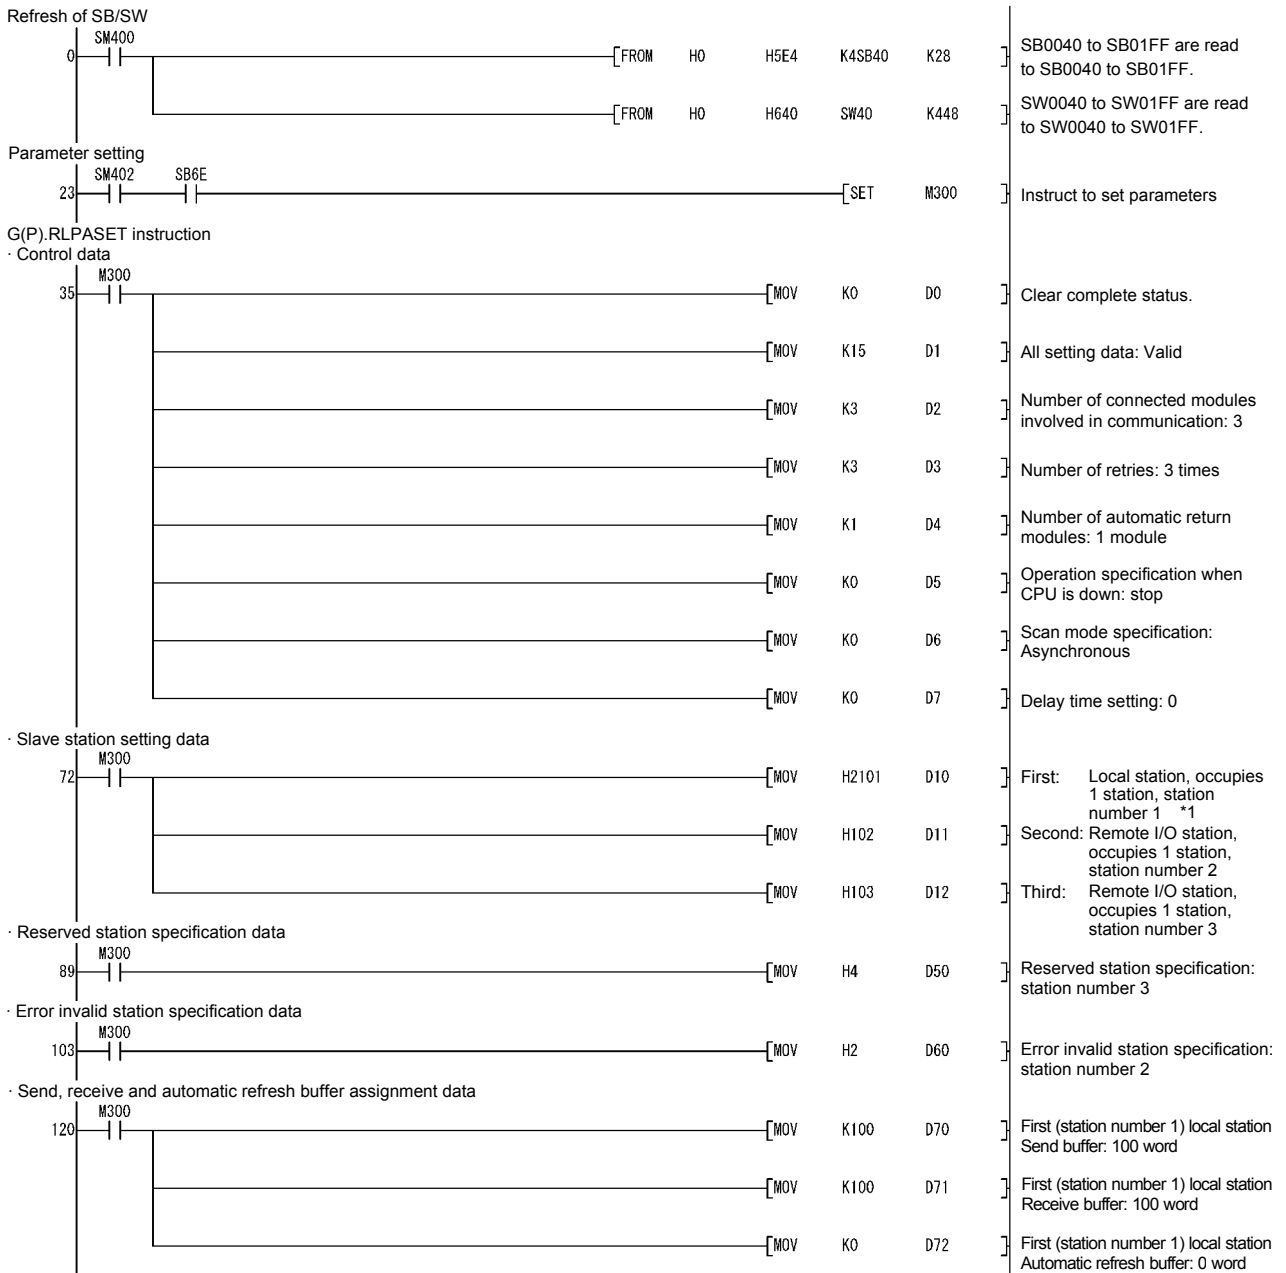 Refresh of SB/SW
SM400
0 FROM H0 H5E4 K4SB40 K28 SB0040 to SB01FF are read
to SB0040 to SB01FF.
FROM H0 H640 SW40 K448 SW0040 to SW01FF are read
to SW0040 to SW01FF.
Parameter setting
SM402 SB6E
23 SET M300 Instruct to set parameters
G(P).RLPASET instruction
· Control data
M300
35 MOV K0 D0 Clear complete status.
MOV K15 D1 All setting data: Valid
MOV K3 D2 Number of connected modules
involved in communication: 3
MOV K3 D3 Number of retries: 3 times
MOV K1 D4 Number of automatic return
modules: 1 module
MOV K0 D5 Operation specification when
CPU is down: stop
MOV K0 D6 Scan mode specification:
Asynchronous
MOV K0 D7 Delay time setting: 0
· Slave station setting data
M300
72 MOV H2101 D10 First: Local station, occupies
1 station, station
number 1 *1
MOV H102 D11 Second: Remote I/O station,
occupies 1 station,
station number 2
MOV H103 D12 Third: Remote I/O station,
occupies 1 station,
station number 3
· Reserved station specification data
M300
89 MOV H4 D50 Reserved station specification:
station number 3
· Error invalid station specification data
M300
103 MOV H2 D60 Error invalid station specification:
station number 2
· Send, receive and automatic refresh buffer assignment data
M300
120 MOV K100 D70 First (station number 1) local station
Send buffer: 100 word
MOV K100 D71 First (station number 1) local station
Receive buffer: 100 word
MOV K0 D72 First (station number 1) local station
Automatic refresh buffer: 0 word